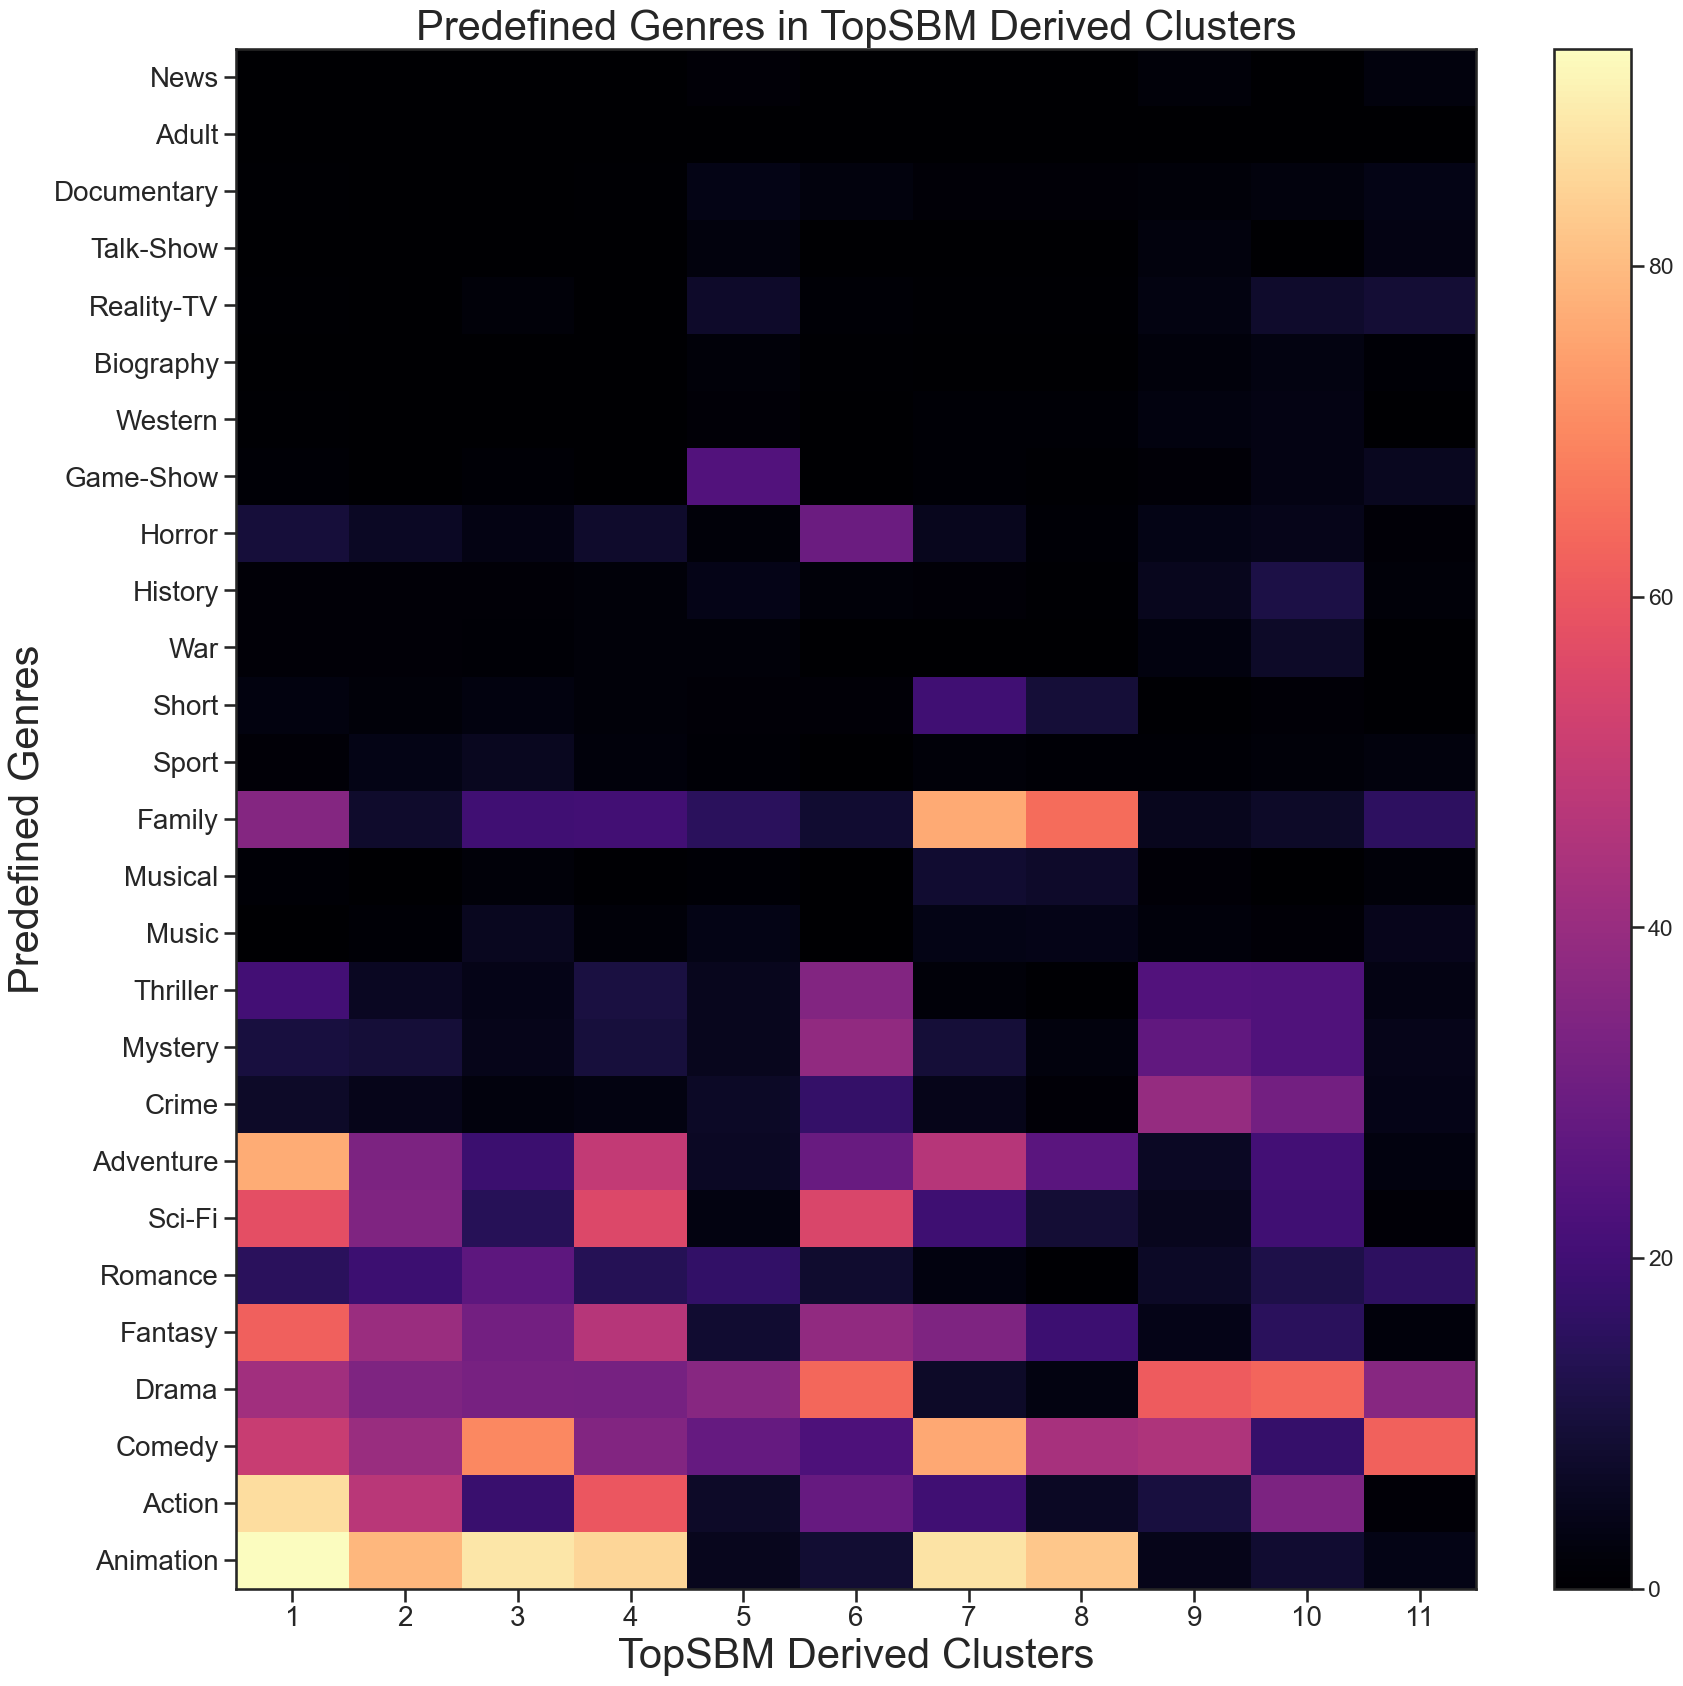 Predefined Genres in TopSBM Derived Clusters
News
Adult
Documentary
Talk-Show
Reality-TV
Biography
Western
Game-Show
Horror
History
War
Short
Sport
Family
Musical
Music
Thriller
Mystery
Crime
Adventure
Sci-Fi
Romance
Fantasy
Drama
Comedy
Action
Animation
Predefined Genres
1 2 3 4 5 6 7 8 9 10 11
TopSBM Derived Clusters
80
60
40
20
0